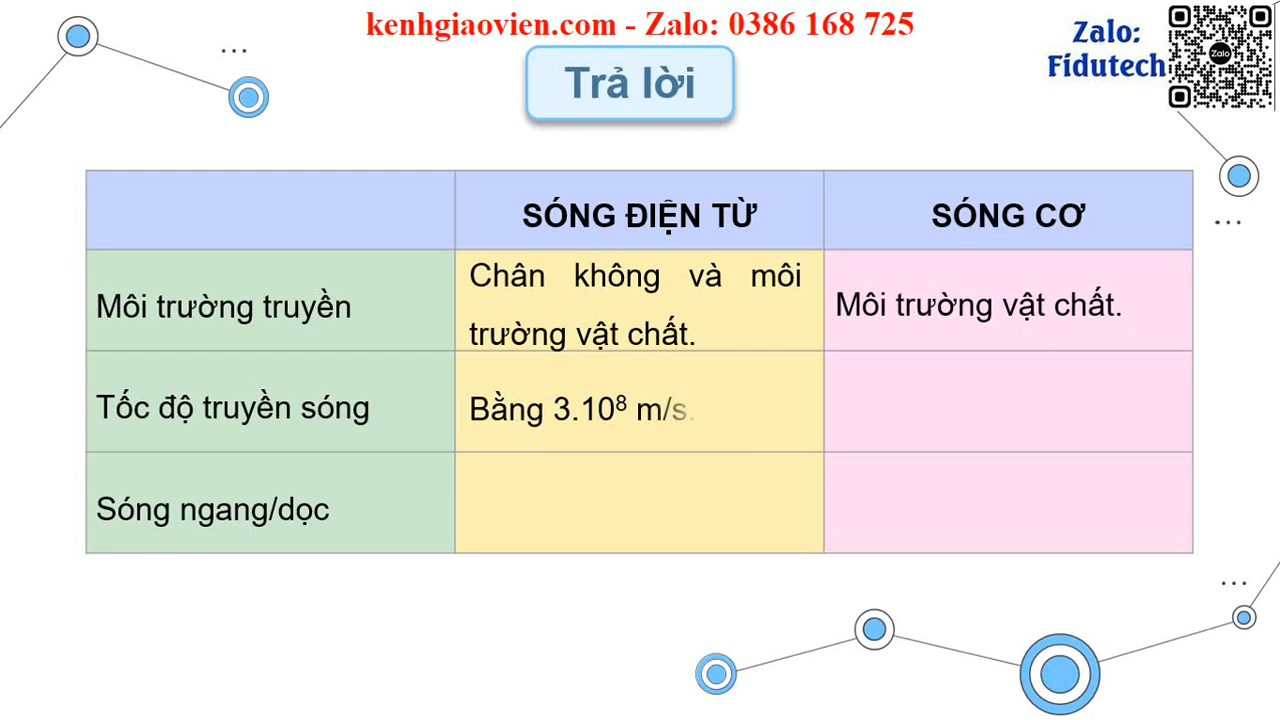 kenhgiaovien.com - Zalo: 0386 168 725
Zalo:
Fidutech
Zalo
Trả lời
...
SÓNG ĐIỆN TỪ
SÓNG CƠ
...
Môi trường truyền
Chân không và môi
trường vật chất.
Môi trường vật chất.
Tốc độ truyền sóng
Bằng 3.10⁸ m/s.
Sóng ngang/dọc
...